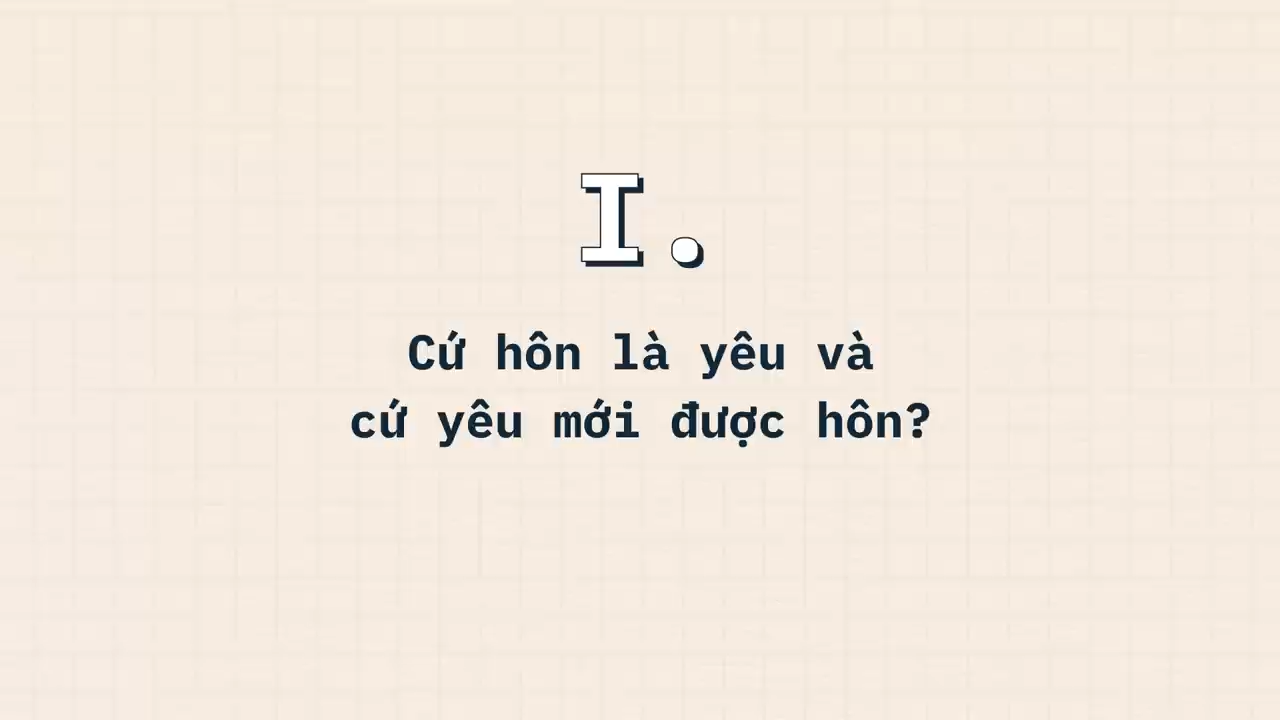 I.
Cứ hôn là yêu và
cứ yêu mới được hôn?